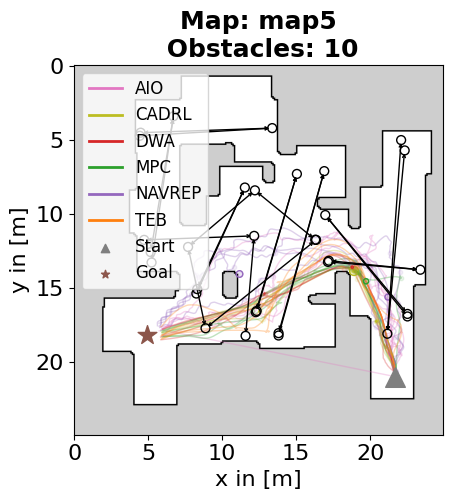 Map: map5
Obstacles: 10
0
5
10
15
20
y in [m]
AIO
CADRL
DWA
MPC
NAVREP
TEB
Start
Goal
0 5 10 15 20
x in [m]